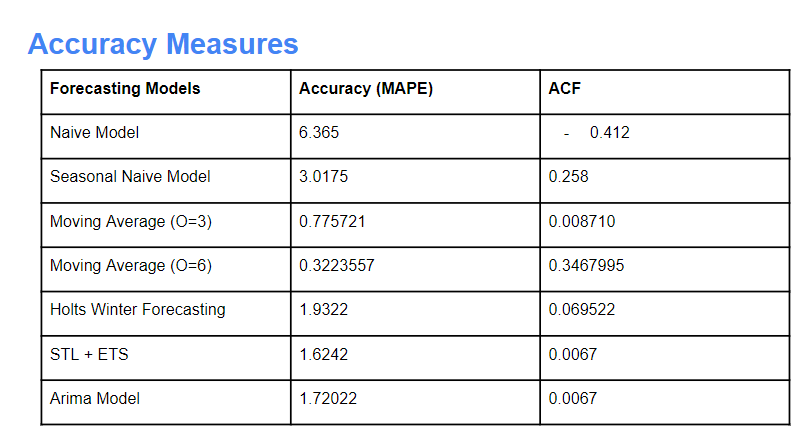 Accuracy Measures
Forecasting Models Accuracy (MAPE) ACF
Naive Model 6.365 - 0.412
Seasonal Naive Model 3.0175 0.258
Moving Average (O=3) 0.775721 0.008710
Moving Average (O=6) 0.3223557 0.3467995
Holts Winter Forecasting 1.9322 0.069522
STL + ETS 1.6242 0.0067
Arima Model 1.72022 0.0067